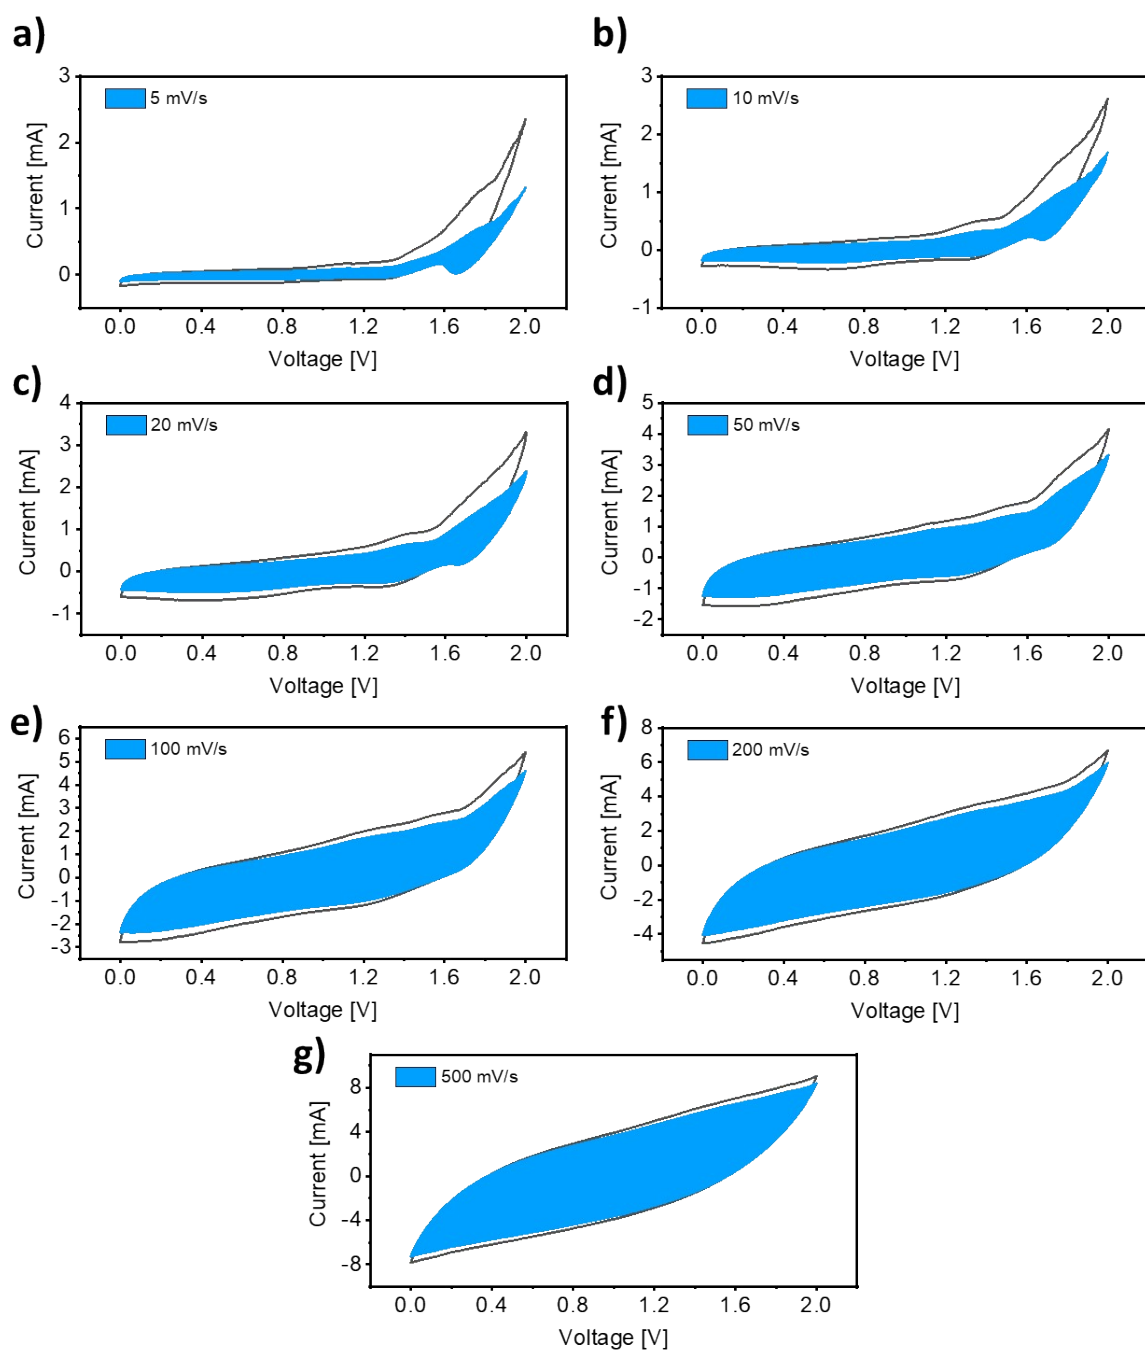 a)
3
2
1
0
Current [mA]
5 mV/s
0.0 0.4 0.8 1.2 1.6 2.0
Voltage [V]
b)
3
2
1
0
-1
Current [mA]
10 mV/s
0.0 0.4 0.8 1.2 1.6 2.0
Voltage [V]
c)
4
3
2
1
0
-1
Current [mA]
20 mV/s
0.0 0.4 0.8 1.2 1.6 2.0
Voltage [V]
d)
5
4
3
2
1
0
-1
-2
Current [mA]
50 mV/s
0.0 0.4 0.8 1.2 1.6 2.0
Voltage [V]
e)
6
5
4
3
2
1
0
-1
-2
-3
Current [mA]
100 mV/s
0.0 0.4 0.8 1.2 1.6 2.0
Voltage [V]
f)
8
6
4
2
0
-2
-4
Current [mA]
200 mV/s
0.0 0.4 0.8 1.2 1.6 2.0
Voltage [V]
g)
8
4
0
-4
-8
Current [mA]
500 mV/s
0.0 0.4 0.8 1.2 1.6 2.0
Voltage [V]